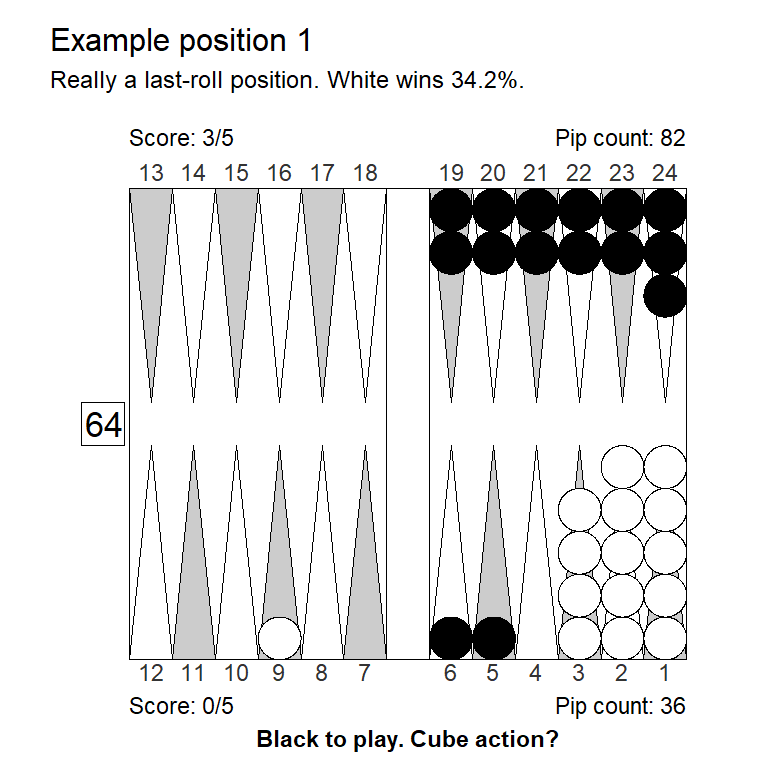 Example position 1
Really a last-roll position. White wins 34.2%.
Score: 3/5 Pip count: 82
13 14 15 16 17 18 19 20 21 22 23 24
64
12 11 10 9 8 7 6 5 4 3 2 1
Score: 0/5 Pip count: 36
Black to play. Cube action?